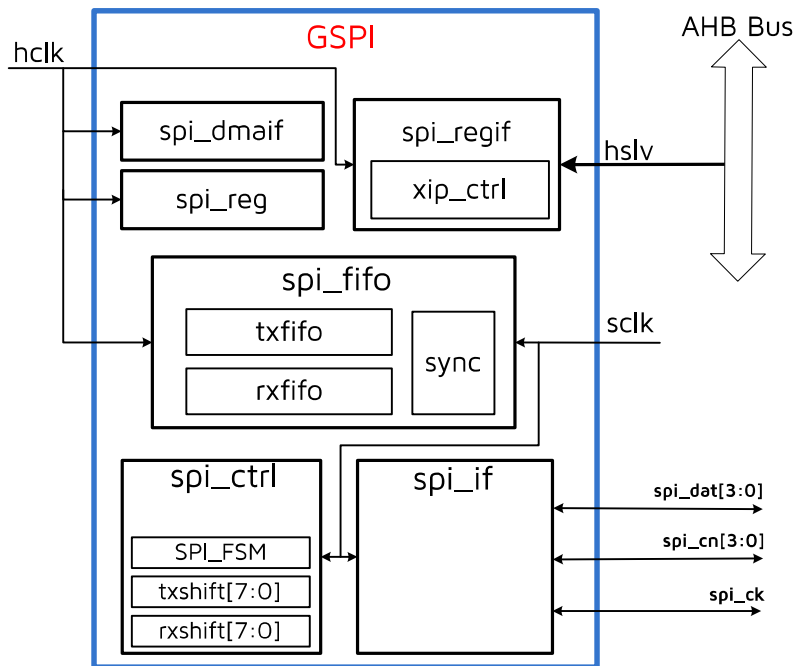 GSPI
AHB Bus
hclk
spi_dmaif
spi_regif
hslv
xip_ctrl
spi_reg
spi_fifo
txfifo
sclk
sync
rxfifo
spi_ctrl
spi_if
spi_dat[3:0]
SPI_FSM
spi_cn[3:0]
txshift[7:0]
spi_ck
rxshift[7:0]